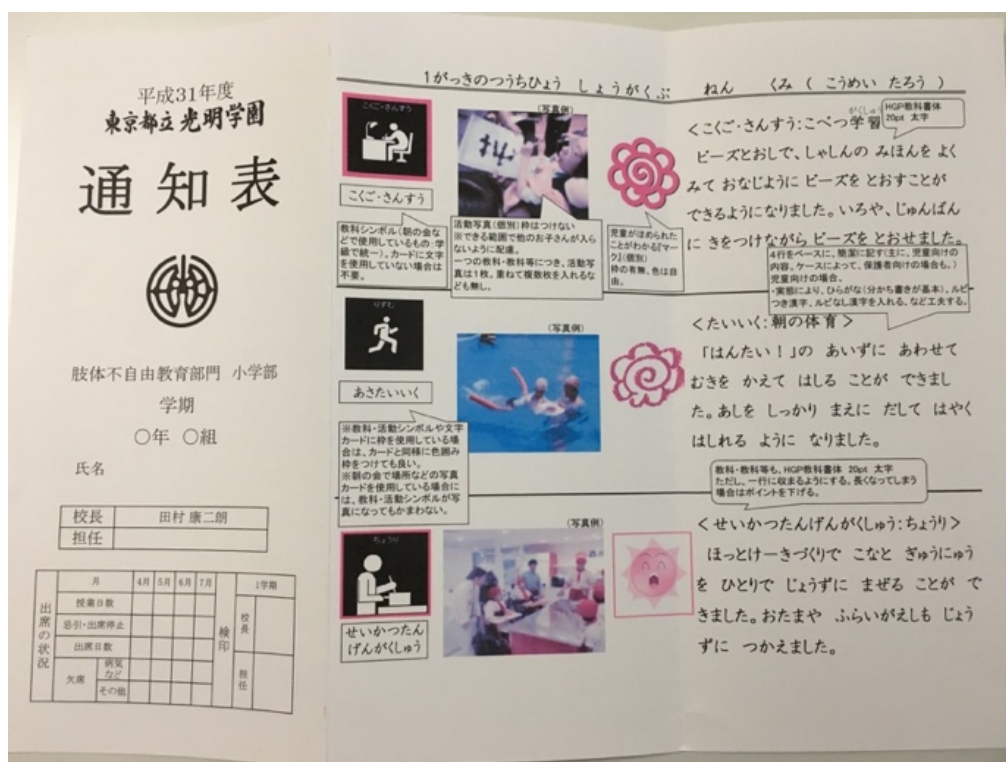 平成31年度
東京都立光明学園
通知表
肢体不自由教育部門 小学部
学期
○年 ○組
氏名
校長 田村 康二朗
担任
出席の状況
月 4月 5月 6月 7月
授業日数
忌引・出席停止
出席日数
欠席
病気など
その他
検印
1学期
校長
担任
1がっきのつうちひょう しょうがくぶ ねん くみ ( こうめい たろう )
こくご・さんすう
こくご・さんすう
教科シンボル(朝の会などで使用しているもの:学級で統一)。カードに文字を使用していない場合は不要。
(写真例)
活動写真(個別)枠はつけない
※できる範囲で他のお子さんが入らないように配慮。
一つの教科・教科等につき、活動写真は1枚。重ねて複数枚を入れるなども無し。
児童がほめられたことがわかる『マーク』(個別)
枠の有無、色は自由。
HGP教科書体
20pt 太字
<こくご・さんすう:こべつ学習
がくしゅう
ビーズとおしで、しゃしんの みほんを よく
みて おなじように ビーズを とおすことが
できるようになりました。いろや、じゅんばん
に きをつけながら ビーズを とおせました。
4行をベースに、簡潔に記す(主に、児童向けの内容。ケースによって、保護者向けの場合も。)
児童向けの場合、
・実態により、ひらがな(分かち書きが基本)、ルビつき漢字、ルビなし漢字を入れる、など工夫する。
りずむ
あさたいいく
※教科・活動シンボルや文字カードに枠を使用している場合は、カードと同様に色囲み枠をつけても良い。
※朝の会で場所などの写真カードを使用している場合には、教科・活動シンボルが写真になってもかまわない。
(写真例)
<たいいく:朝の体育>
「はんたい!」の あいずに あわせて
むきを かえて はしる ことが できまし
た。あしを しっかり まえに だして はやく
はしれる ように なりました。
教科・教科等も、HGP教科書体 20pt 太字
ただし、一行に収まるようにする。長くなってしまう場合はポイントを下げる。
ちょうり
せいかつたん
げんがくしゅう
(写真例)
<せいかつたんげんがくしゅう:ちょうり>
ほっとけーきづくりで こなと ぎゅうにゅう
を ひとりで じょうずに まぜる ことが で
きました。おたまや ふらいがえしも じょう
ずに つかえました。